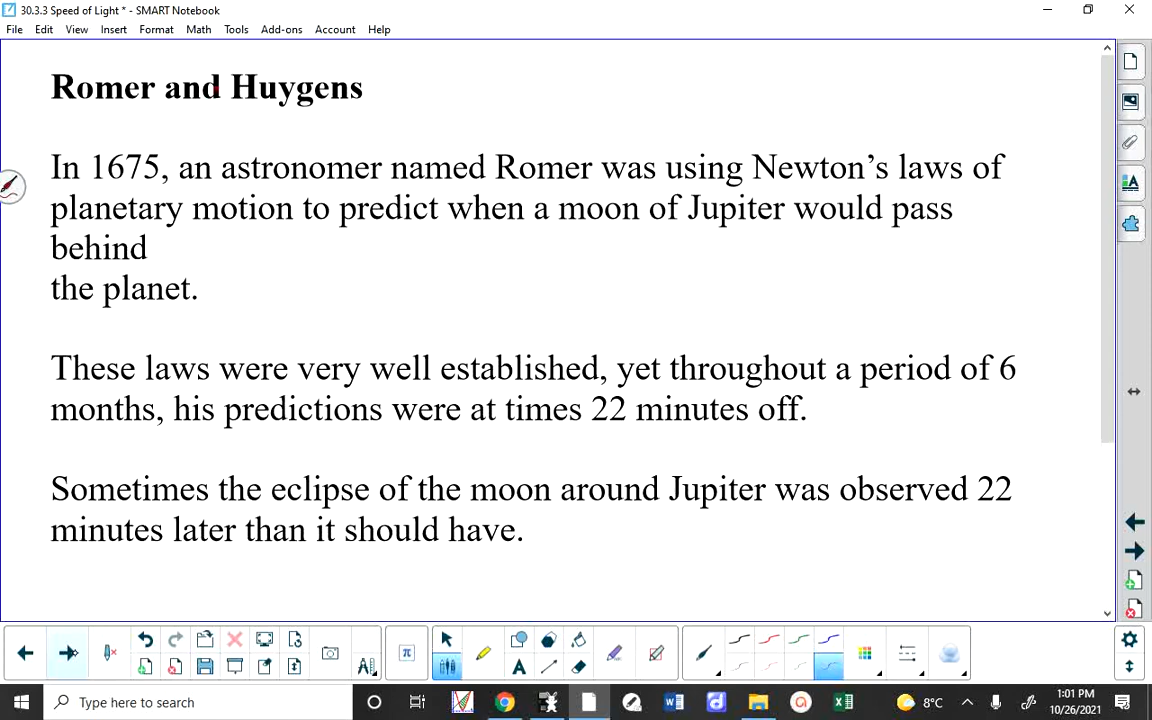 30.3.3 Speed of Light * - SMART Notebook
File Edit View Insert Format Math Tools Add-ons Account Help
Romer and Huygens
In 1675, an astronomer named Romer was using Newton’s laws of
planetary motion to predict when a moon of Jupiter would pass
behind
the planet.
These laws were very well established, yet throughout a period of 6
months, his predictions were at times 22 minutes off.
Sometimes the eclipse of the moon around Jupiter was observed 22
minutes later than it should have.
Type here to search
8°C
1:01 PM
10/26/2021